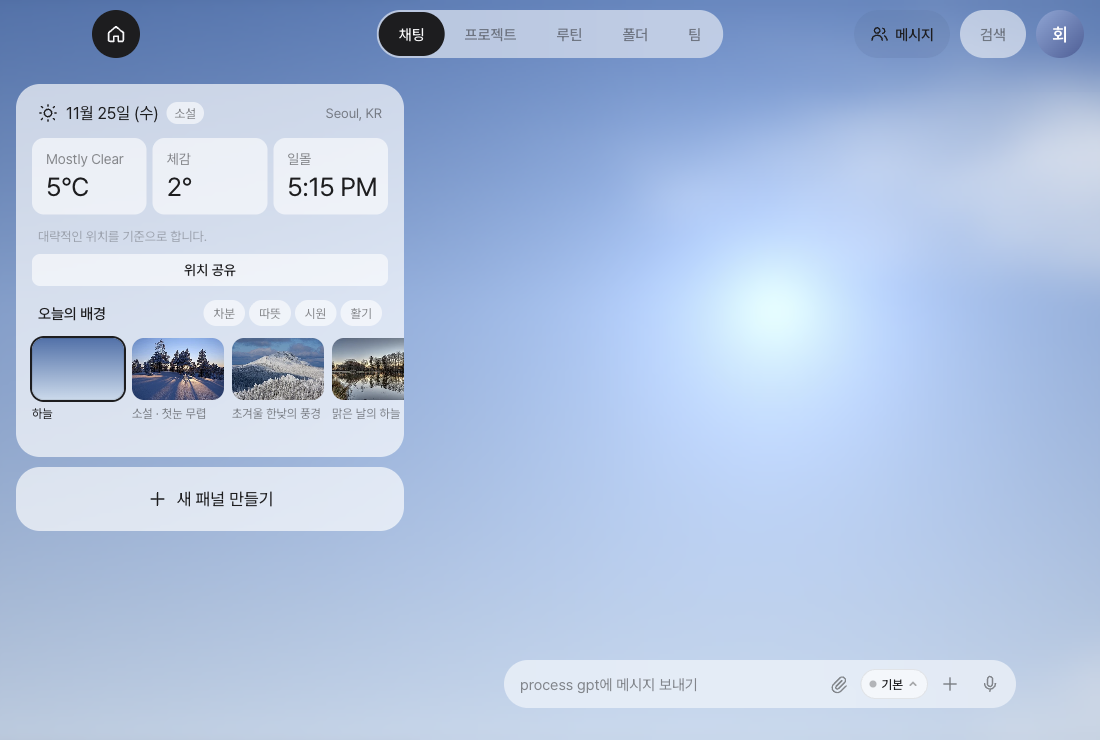 채팅
프로젝트
루틴
폴더
팀
메시지
검색
회
11월 25일 (수)
소설
Seoul, KR
Mostly Clear
5°C
체감
2°
일몰
5:15 PM
대략적인 위치를 기준으로 합니다.
위치 공유
오늘의 배경
차분
따뜻
시원
활기
하늘
소설 · 첫눈 무렵
초겨울 한낮의 풍경
맑은 날의 하늘
새 패널 만들기
process gpt에 메시지 보내기
기본